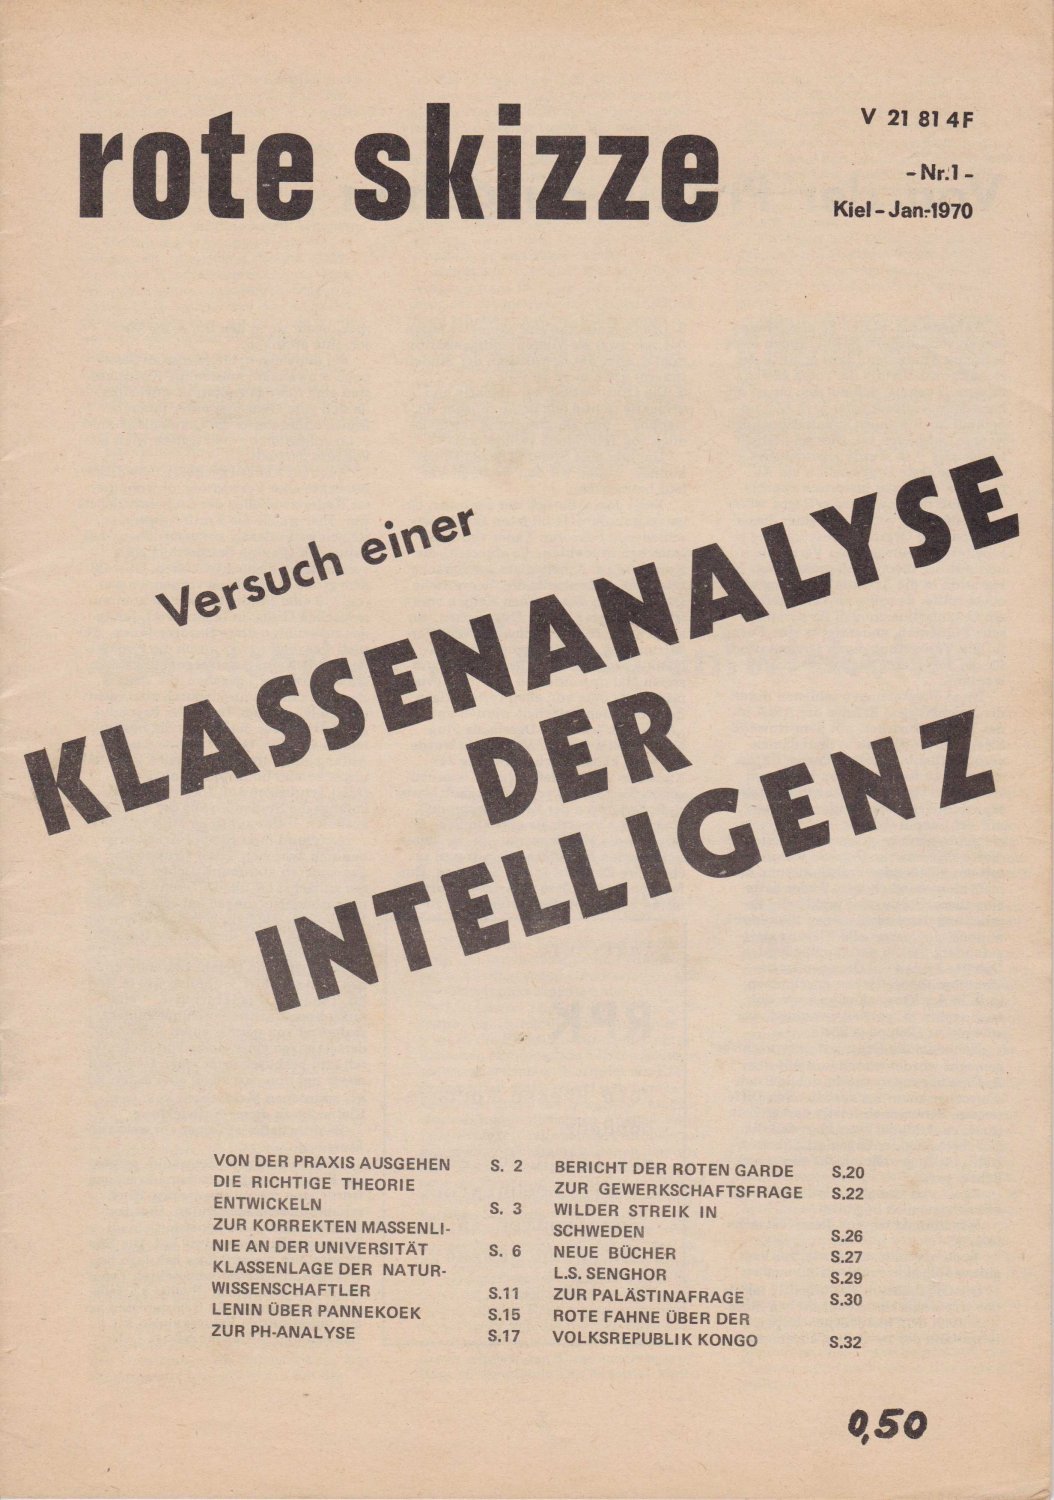 rote skizze
V 21 81 4F
- Nr.1 -
Kiel - Jan.-1970
Versuch einer
KLASSENANALYSE
DER
INTELLIGENZ
VON DER PRAXIS AUSGEHEN S. 2
DIE RICHTIGE THEORIE
ENTWICKELN S. 3
ZUR KORREKTEN MASSENLI-
NIE AN DER UNIVERSITÄT S. 6
KLASSENLAGE DER NATUR-
WISSENSCHAFTLER S.11
LENIN ÜBER PANNEKOEK S.15
ZUR PH-ANALYSE S.17
BERICHT DER ROTEN GARDE S.20
ZUR GEWERKSCHAFTSFRAGE S.22
WILDER STREIK IN
SCHWEDEN S.26
NEUE BÜCHER S.27
L.S. SENGHOR S.29
ZUR PALÄSTINAFRAGE S.30
ROTE FAHNE ÜBER DER
VOLKSREPUBLIK KONGO S.32
0,50